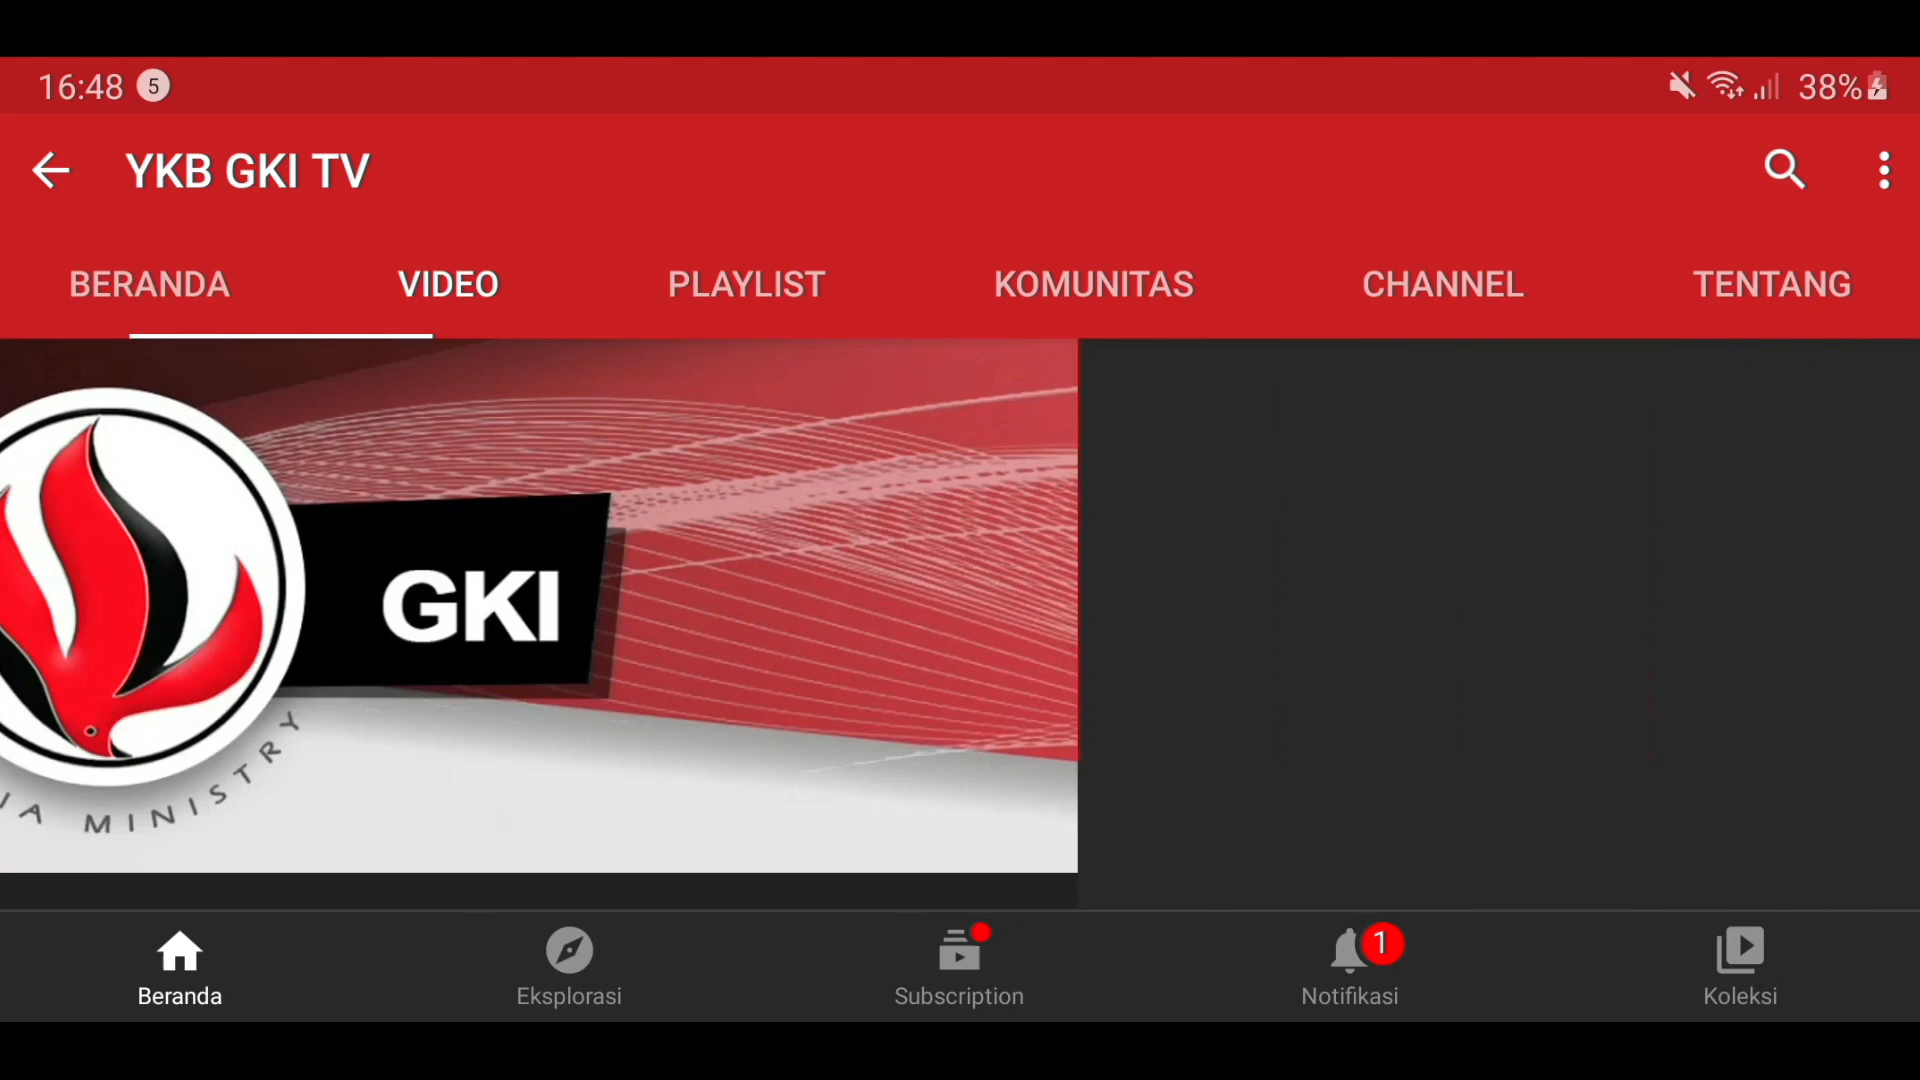 16:48 5 38%
YKB GKI TV
BERANDA VIDEO PLAYLIST KOMUNITAS CHANNEL TENTANG
GKI
IA MINISTRY
1
Beranda Eksplorasi Subscription Notifikasi Koleksi